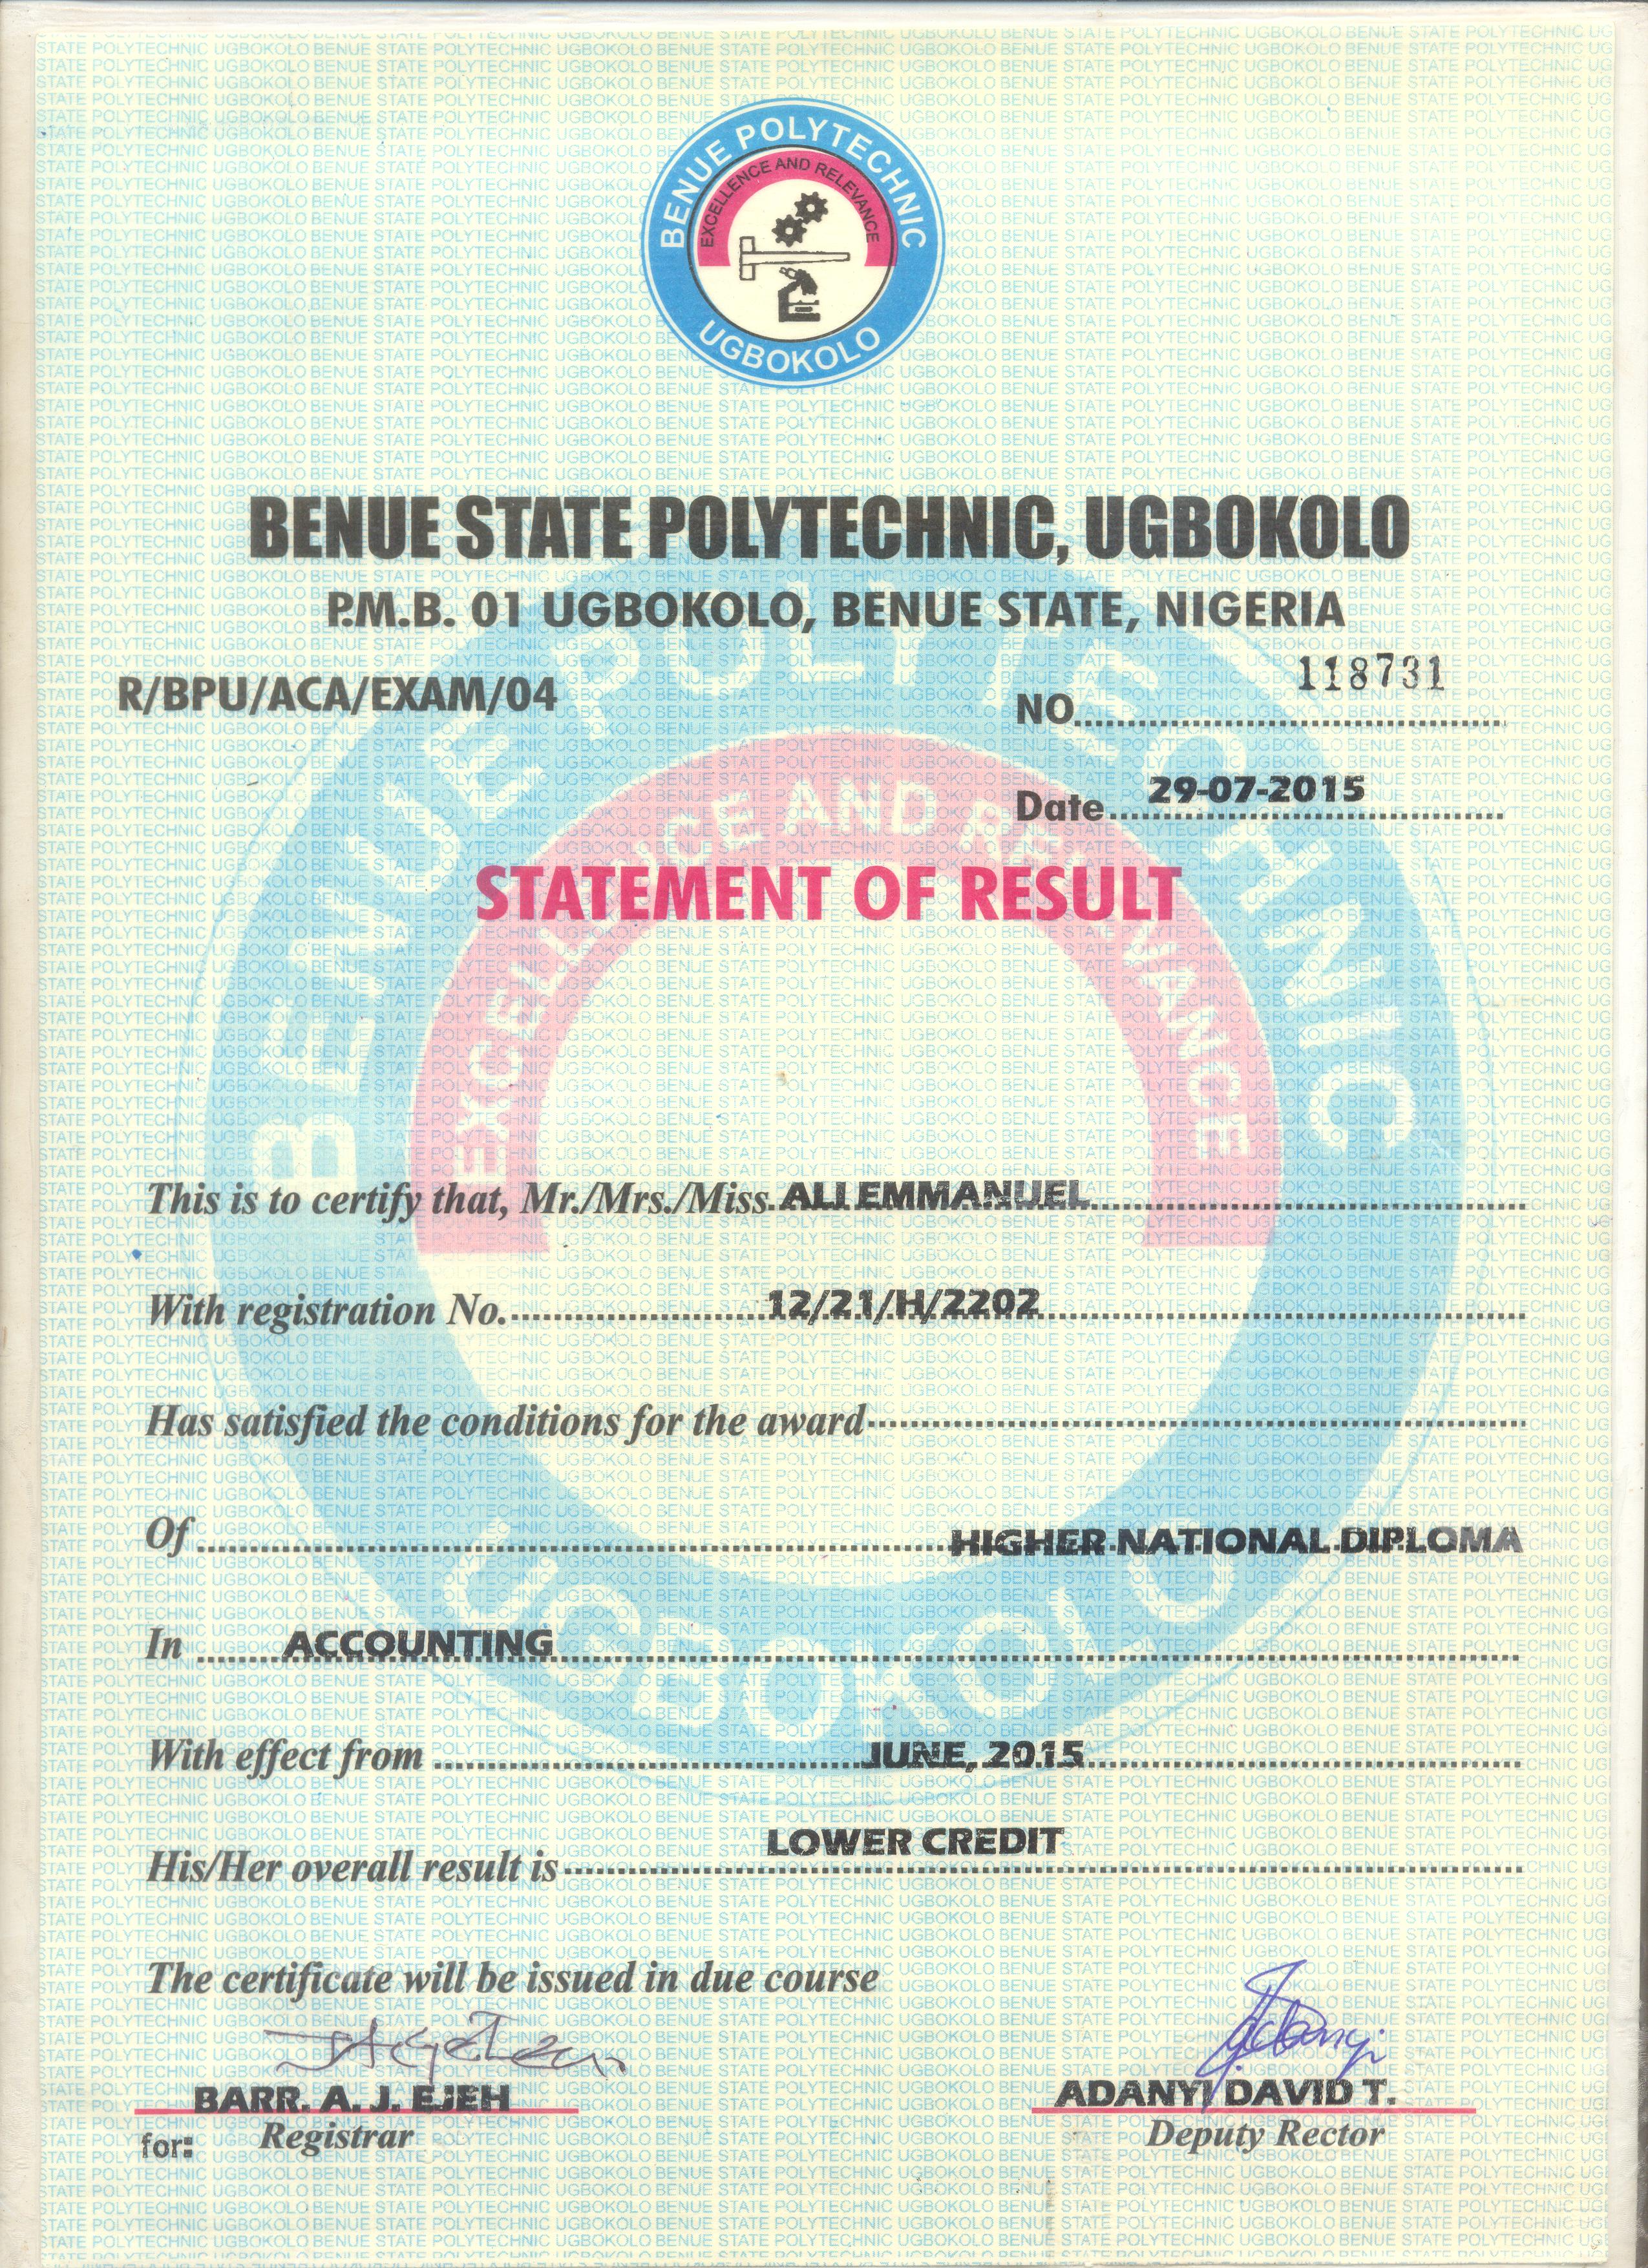 BENUE POLYTECHNIC
EXCELLENCE AND RELEVANCE
UGBOKOLO
BENUE STATE POLYTECHNIC, UGBOKOLO
P.M.B. 01 UGBOKOLO, BENUE STATE, NIGERIA
R/BPU/ACA/EXAM/04
NO. 118731
Date 29-07-2015
STATEMENT OF RESULT
This is to certify that, Mr./Mrs./Miss. ALI EMMANUEL
With registration No. 12/21/H/2202
Has satisfied the conditions for the award
Of HIGHER NATIONAL DIPLOMA
In ACCOUNTING
With effect from JUNE, 2015
His/Her overall result is LOWER CREDIT
The certificate will be issued in due course
BARR. A. J. EJEH
for: Registrar
ADANYI DAVID T.
Deputy Rector